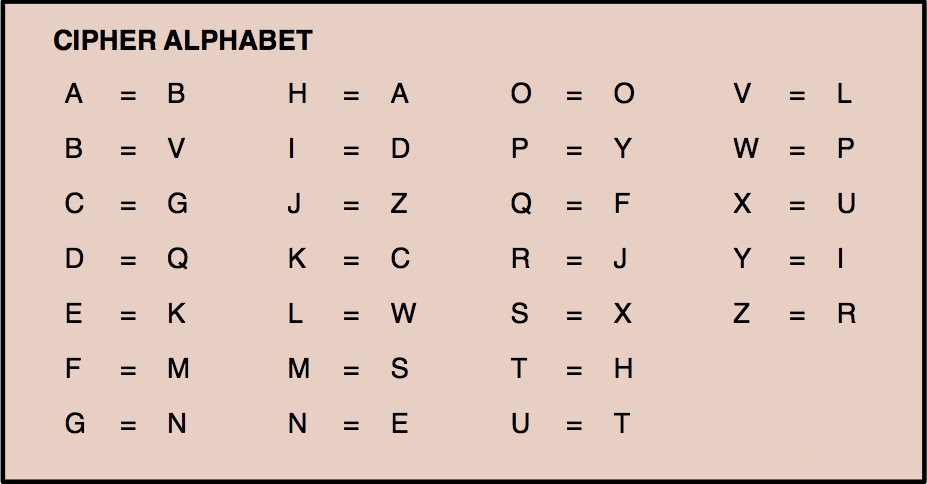 CIPHER ALPHABET
A = B H = A O = O V = L
B = V I = D P = Y W = P
C = G J = Z Q = F X = U
D = Q K = C R = J Y = I
E = K L = W S = X Z = R
F = M M = S T = H
G = N N = E U = T